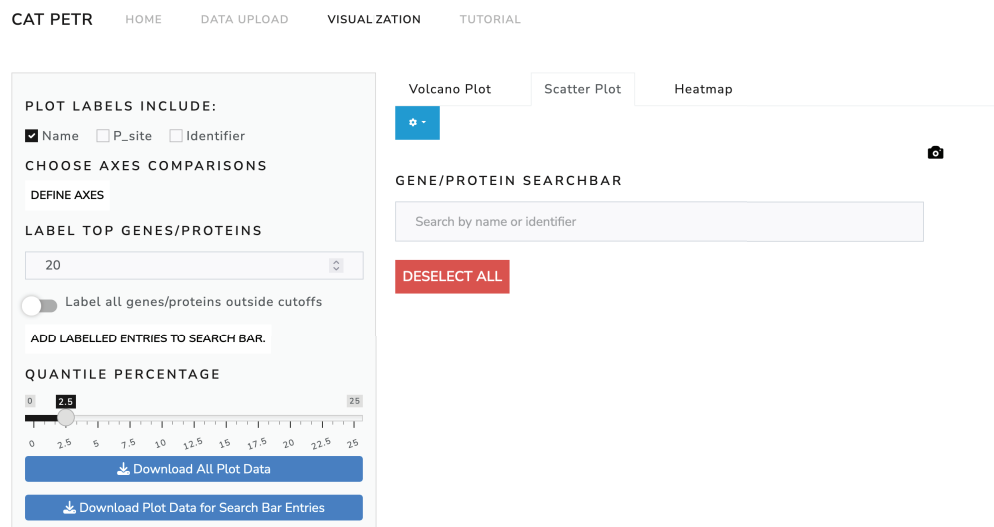 CAT PETR HOME DATA UPLOAD VISUAL ZATION TUTORIAL
PLOT LABELS INCLUDE:
Name P_site Identifier
CHOOSE AXES COMPARISONS
DEFINE AXES
LABEL TOP GENES/PROTEINS
20
Label all genes/proteins outside cutoffs
ADD LABELLED ENTRIES TO SEARCH BAR.
QUANTILE PERCENTAGE
0 2.5 25
0 2.5 5 7.5 10 12.5 15 17.5 20 22.5 25
Download All Plot Data
Download Plot Data for Search Bar Entries
Volcano Plot Scatter Plot Heatmap
GENE/PROTEIN SEARCHBAR
Search by name or identifier
DESELECT ALL